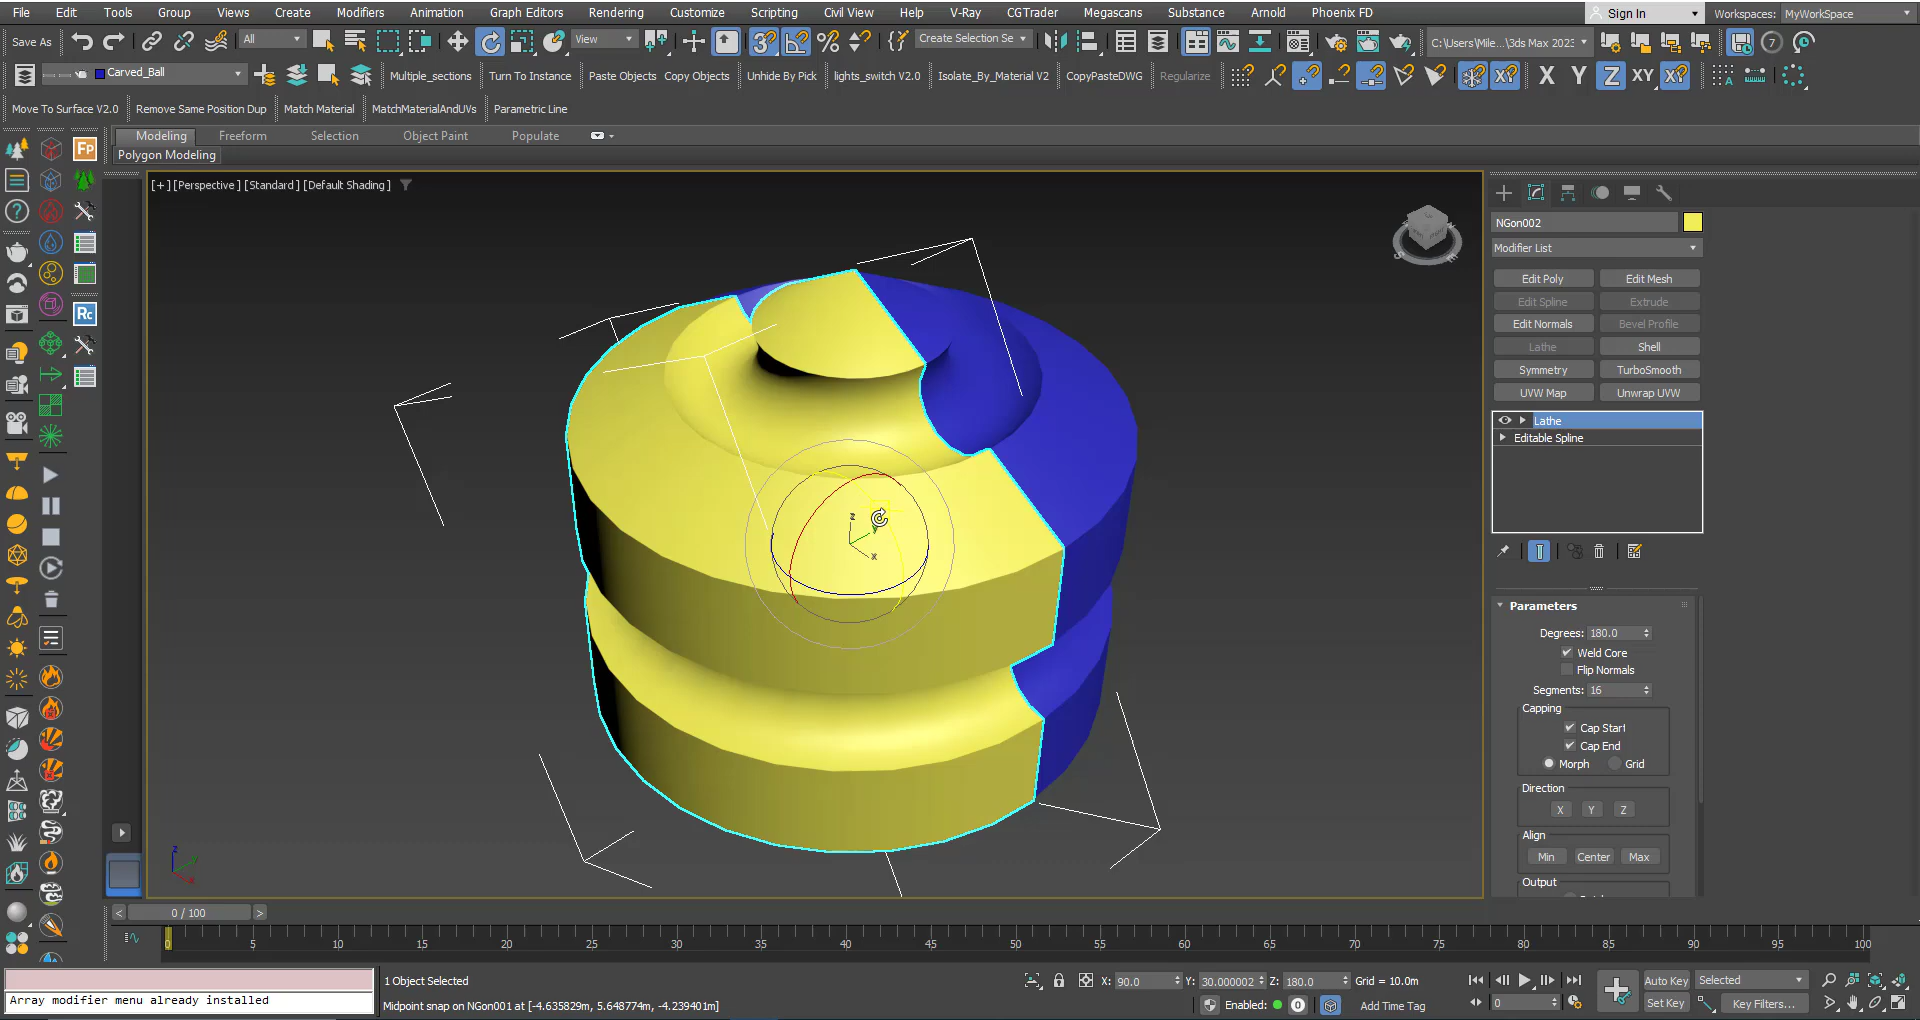 File Edit Tools Group Views Create Modifiers Animation Graph Editors Rendering Customize Scripting Civil View Help V-Ray CGTrader Megascans Substance Arnold Phoenix FD Sign In Workspaces: MyWorkSpace
Save As All View Create Selection Se C:\Users\Mile...\3ds Max 2023 7
Carved_Ball Multiple_sections Turn To Instance Paste Objects Copy Objects Unhide By Pick lights_switch V2.0 Isolate_By_Material V2 CopyPasteDWG Regularize X Y Z XY XY
Move To Surface V2.0 Remove Same Position Dup Match Material MatchMaterialAndUVs Parametric Line
Modeling Freeform Selection Object Paint Populate
Polygon Modeling
[+] [Perspective] [Standard] [Default Shading]
Fp
Rc
NGon002
Modifier List
Edit Poly Edit Mesh
Edit Spline Extrude
Edit Normals Bevel Profile
Lathe Shell
Symmetry TurboSmooth
UVW Map Unwrap UVW
Lathe
Editable Spline
Parameters
Degrees: 180.0
Weld Core
Flip Normals
Segments: 16
Capping
Cap Start
Cap End
Morph Grid
Direction
X Y Z
Align
Min Center Max
Output
z
y
x
< 0 / 100 >
0 5 10 15 20 25 30 35 40 45 50 55 60 65 70 75 80 85 90 95 100
1 Object Selected X: 90.0 Y: 30.000002 Z: 180.0 Grid = 10.0m Auto Key Selected
Array modifier menu already installed
Midpoint snap on NGon001 at [-4.635829m, 5.648774m, -4.239401m] Enabled: 0 Add Time Tag 0 Set Key Key Filters...